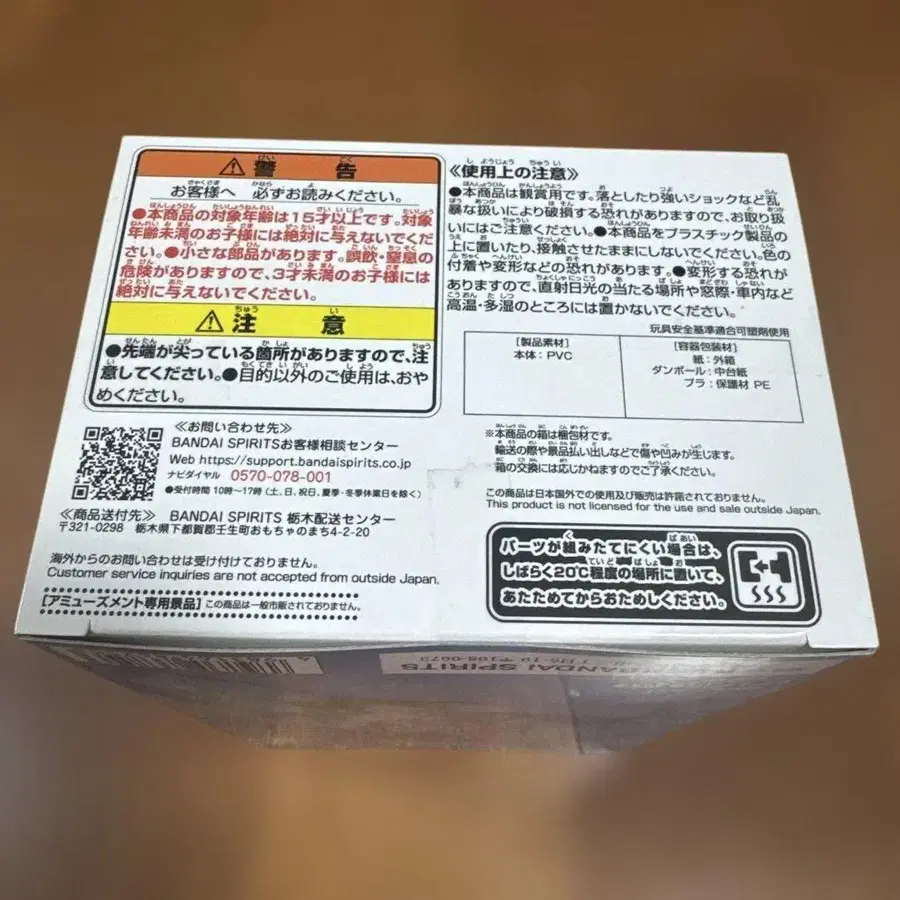 ⚠警告
お客様へ 必ずお読みください。
●本商品の対象年齢は15才以上です。対象
年齢未満のお子様には絶対に与えないでくだ
さい。●小さな部品があります。誤飲・窒息の
危険がありますので、3才未満のお子様には
絶対に与えないでください。
⚠注意
●先端が尖っている箇所がありますので、注
意してください。●目的以外のご使用は、おや
めください。
≪お問い合わせ先≫
BANDAI SPIRITSお客様相談センター
Web https://support.bandaispirits.co.jp
ナビダイヤル 0570-078-001
●受付時間 10時〜17時(土、日、祝日、夏季・冬季休業日を除く)
≪商品送付先≫ BANDAI SPIRITS 栃木配送センター
〒321-0298 栃木県下都賀郡壬生町おもちゃのまち4-2-20
海外からのお問い合わせは受け付けておりません。
Customer service inquiries are not accepted from outside Japan.
[アミューズメント専用景品] この商品は一般市販されておりません。
≪使用上の注意≫
●本商品は観賞用です。落としたり強いショックなど乱
暴な扱いにより破損する恐れがありますので、お取り扱
いにはご注意ください。●本商品をプラスチック製品の
上に置いたり、接触させたままにしないでください。色の
付着や変形などの恐れがあります。●変形する恐れが
ありますので、直射日光の当たる場所や窓際・車内など
高温・多湿のところには置かないでください。
玩具安全基準適合可塑剤使用
[製品素材]
本体:PVC
[容器包装材]
紙:外箱
ダンボール:中台紙
プラ:保護材 PE
※本商品の箱は梱包材です。
輸送の際や景品払い出しなどで傷や凹みが生じます。
箱の交換には応じかねますのでご了承ください。
この商品は日本国外での使用及び販売は許諾されておりません。
This product is not licensed for the use and sale outside Japan.
パーツが組みたてにくい場合は、
しばらく20℃程度の場所に置いて、
あたためてからおためしください。
BANDAI SPIRITS
〒108-0073